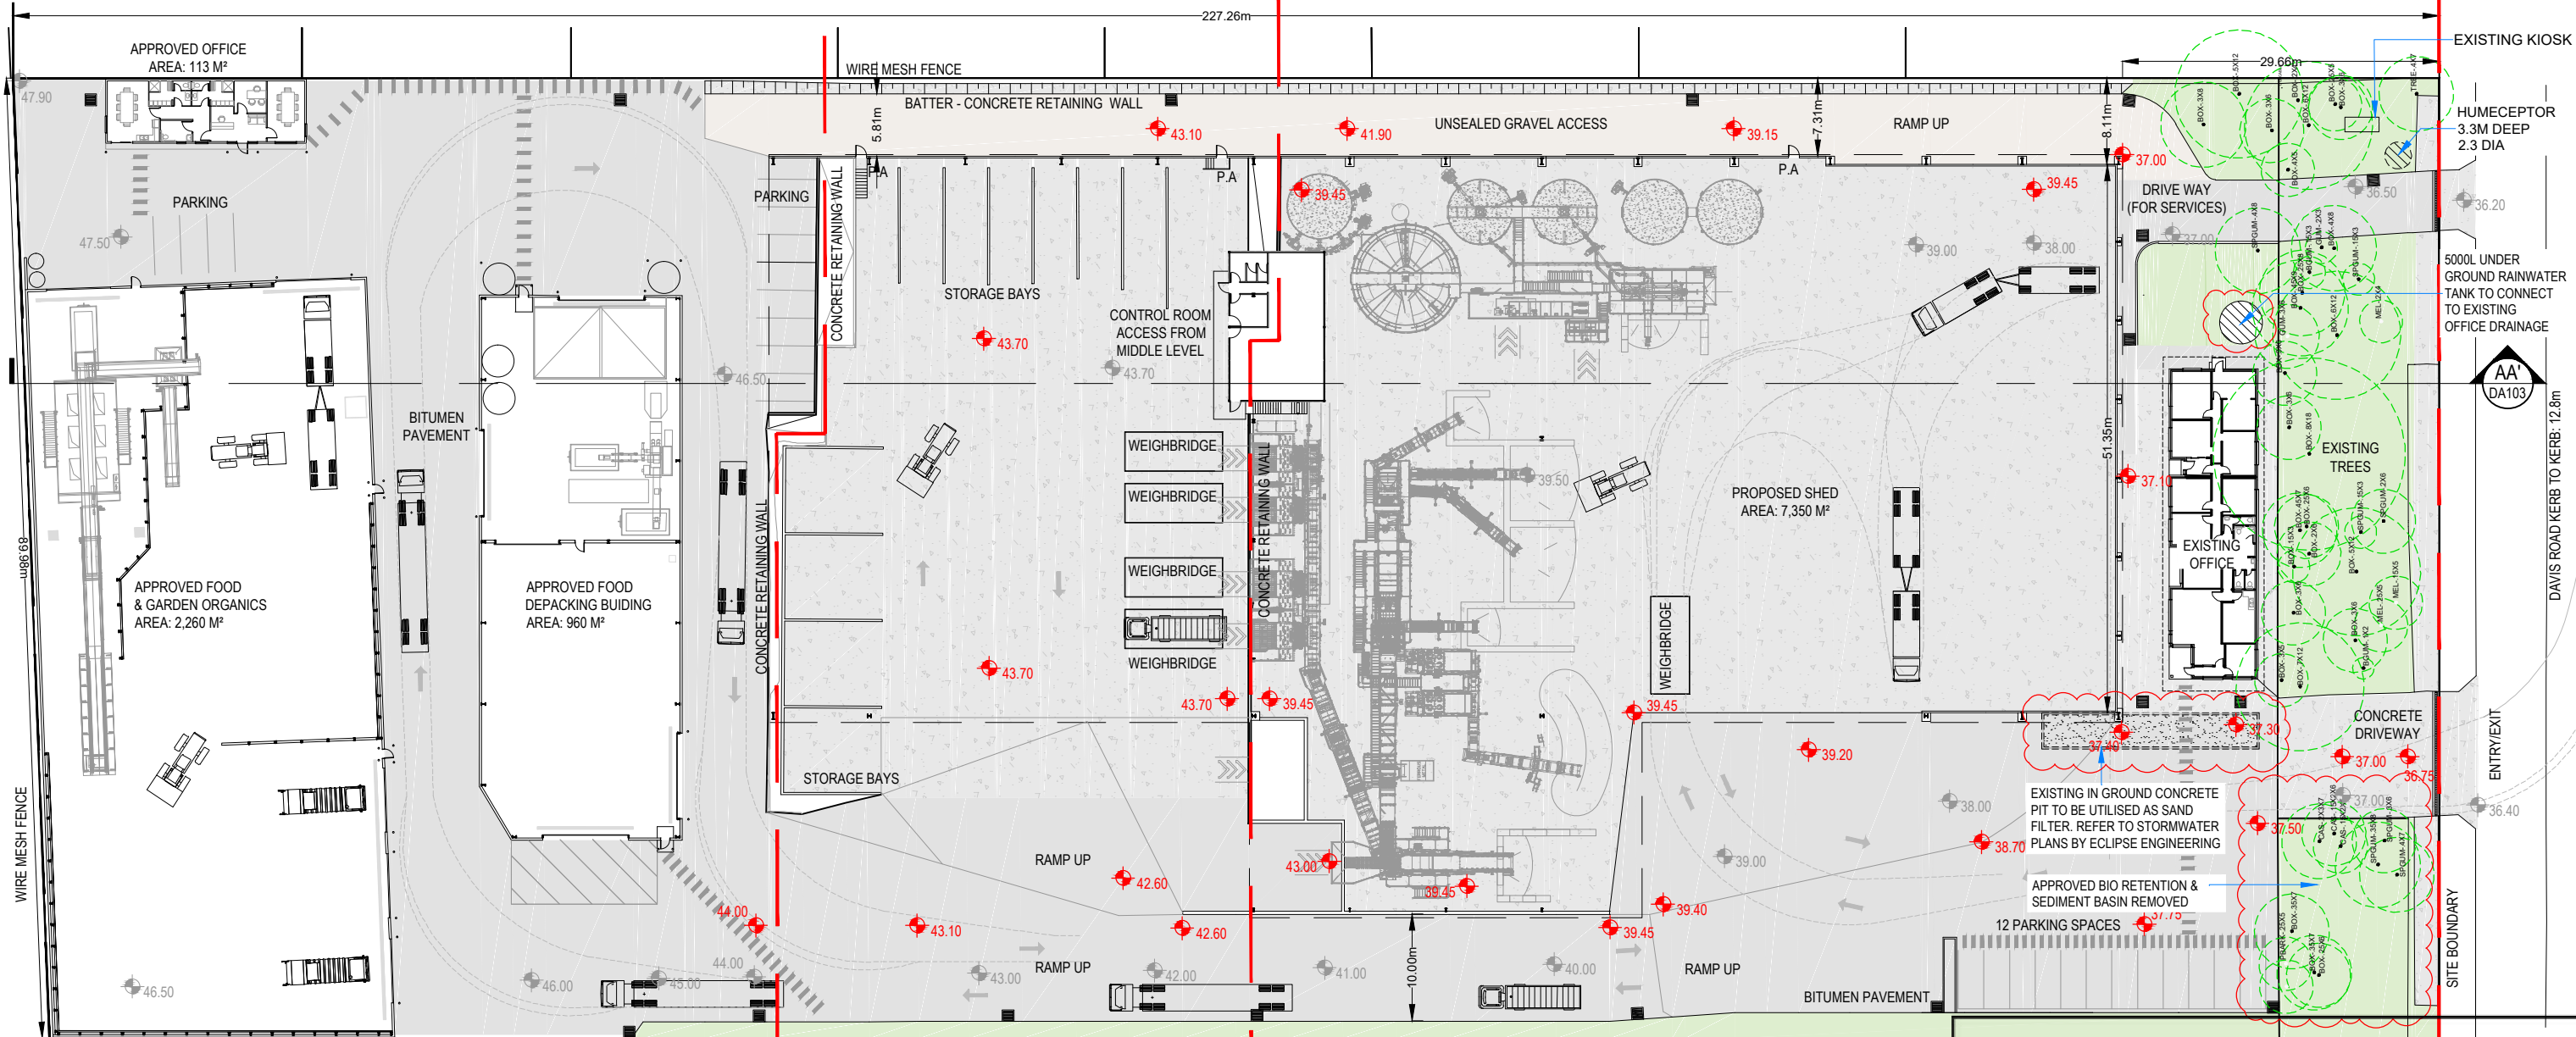 227.26m
APPROVED OFFICE
AREA: 113 M²
WIRE MESH FENCE
29.66m
EXISTING KIOSK
47.90
BATTER - CONCRETE RETAINING WALL
5.81m
43.10
41.90
UNSEALED GRAVEL ACCESS
39.15
7.31m
RAMP UP
8.11m
37.00
HUMECEPTOR
3.3M DEEP
2.3 DIA
P.A
P.A
P.A
PARKING
PARKING
CONCRETE RETAINING WALL
39.45
39.45
DRIVE WAY
(FOR SERVICES)
36.50
36.20
47.50
39.00
38.00
37.00
5000L UNDER
GROUND RAINWATER
TANK TO CONNECT
TO EXISTING
OFFICE DRAINAGE
STORAGE BAYS
CONTROL ROOM
ACCESS FROM
MIDDLE LEVEL
43.70
43.70
46.50
AA'
DA103
BITUMEN
PAVEMENT
WEIGHBRIDGE
WEIGHBRIDGE
WEIGHBRIDGE
WEIGHBRIDGE
CONCRETE RETAINING WALL
CONCRETE RETAINING WALL
39.50
51.35m
37.10
PROPOSED SHED
AREA: 7,350 M²
EXISTING
TREES
EXISTING
OFFICE
DAVIS ROAD KERB TO KERB: 12.8m
89.98m
APPROVED FOOD
& GARDEN ORGANICS
AREA: 2,260 M²
APPROVED FOOD
DEPACKING BUIDING
AREA: 960 M²
WEIGHBRIDGE
43.70
43.70
39.45
39.45
39.20
37.40
37.30
CONCRETE
DRIVEWAY
37.00
36.75
ENTRY/EXIT
STORAGE BAYS
WIRE MESH FENCE
EXISTING IN GROUND CONCRETE
PIT TO BE UTILISED AS SAND
FILTER. REFER TO STORMWATER
PLANS BY ECLIPSE ENGINEERING
38.00
37.00
36.40
37.50
38.70
39.00
RAMP UP
43.00
42.60
39.45
39.40
APPROVED BIO RETENTION &
SEDIMENT BASIN REMOVED
37.75
12 PARKING SPACES
44.00
43.10
42.60
39.45
SITE BOUNDARY
46.50
46.00
45.00
44.00
43.00
RAMP UP
42.00
41.00
10.00m
40.00
RAMP UP
BITUMEN PAVEMENT